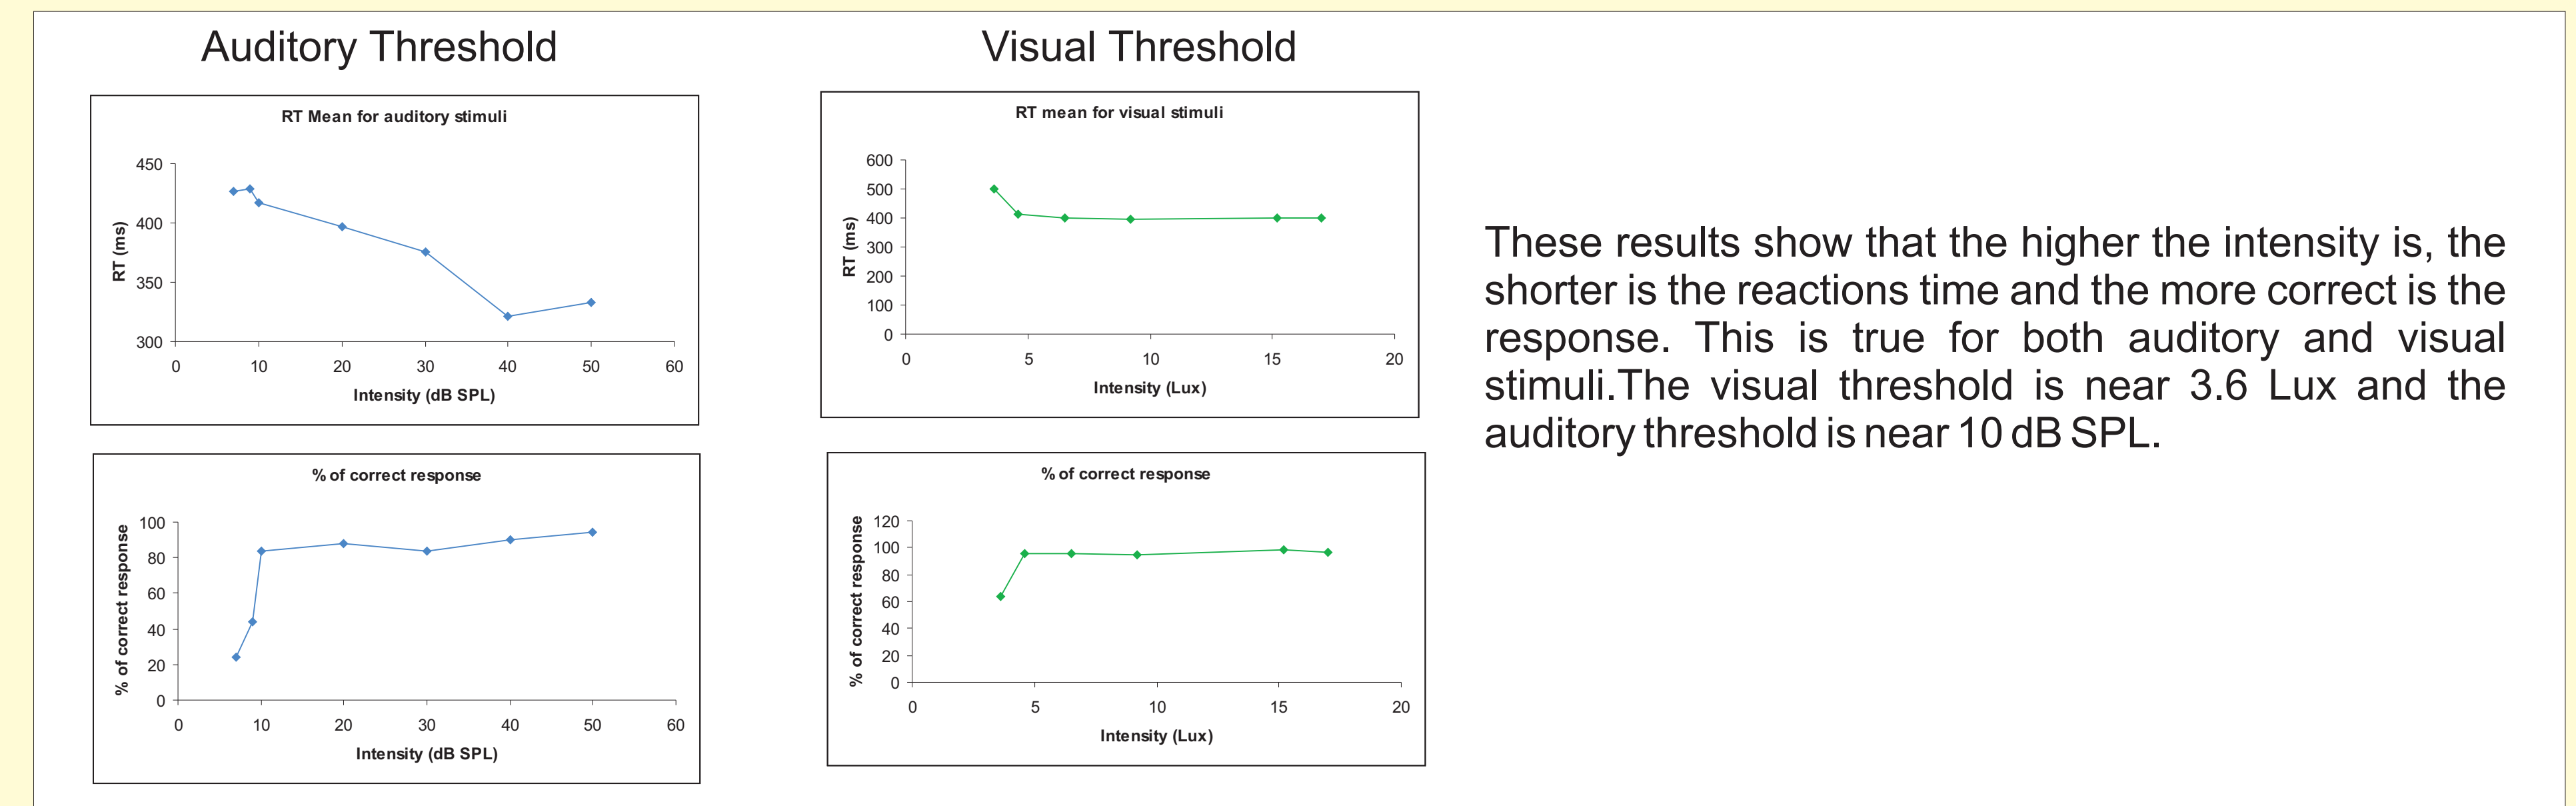 Auditory Threshold
Visual Threshold
RT Mean for auditory stimuli
450
400
350
300
RT (ms)
0 10 20 30 40 50 60
Intensity (dB SPL)
RT mean for visual stimuli
600
500
400
300
200
100
0
RT (ms)
0 5 10 15 20
Intensity (Lux)
% of correct response
100
80
60
40
20
0
% of correct response
0 10 20 30 40 50 60
Intensity (dB SPL)
% of correct response
120
100
80
60
40
20
0
% of correct response
0 5 10 15 20
Intensity (Lux)
These results show that the higher the intensity is, the
shorter is the reactions time and the more correct is the
response. This is true for both auditory and visual
stimuli.The visual threshold is near 3.6 Lux and the
auditory threshold is near 10 dB SPL.